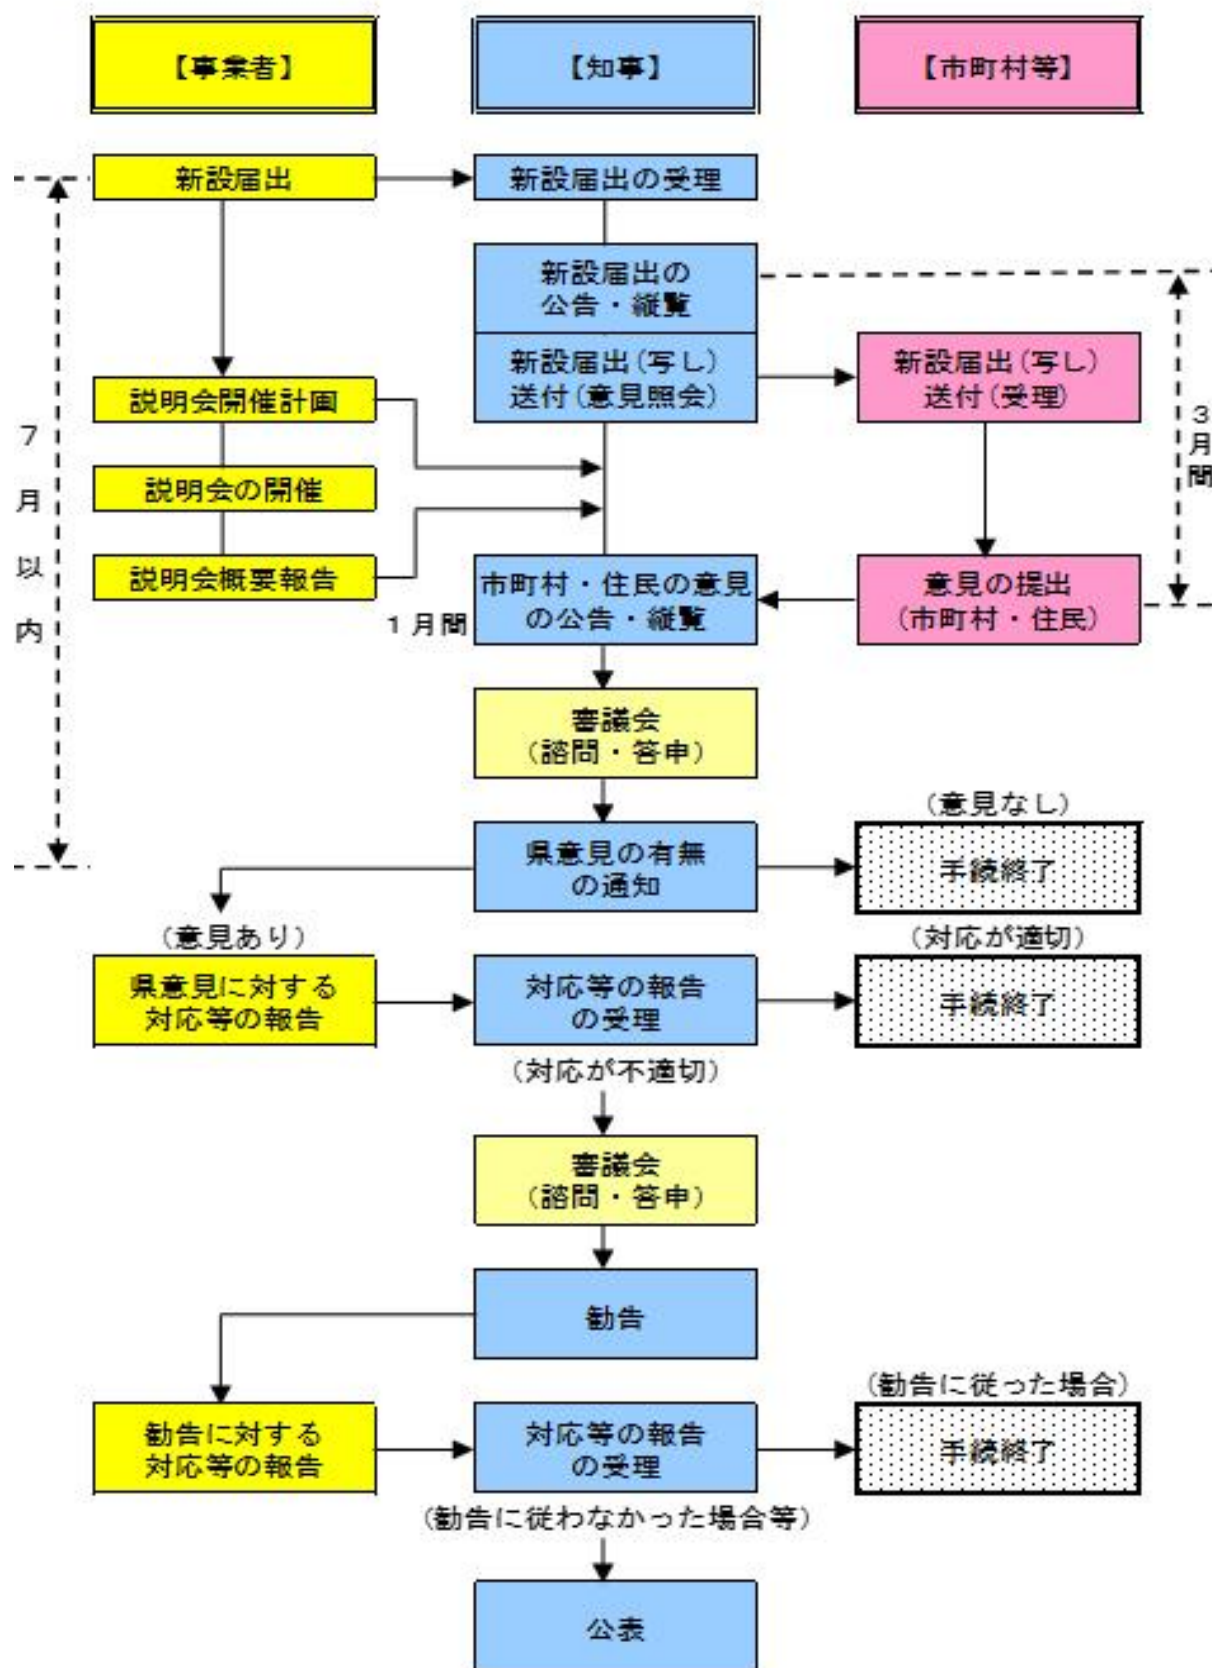 【事業者】
【知事】
【市町村等】
新設届出
新設届出の受理
新設届出の
公告・縦覧
新設届出(写し)
送付(意見照会)
新設届出(写し)
送付(受理)
説明会開催計画
説明会の開催
説明会概要報告
7月以内
3月間
1月間
市町村・住民の意見
の公告・縦覧
意見の提出
(市町村・住民)
審議会
(諮問・答申)
県意見の有無
の通知
(意見なし)
手続終了
(意見あり)
県意見に対する
対応等の報告
対応等の報告
の受理
(対応が適切)
手続終了
(対応が不適切)
審議会
(諮問・答申)
勧告
勧告に対する
対応等の報告
対応等の報告
の受理
(勧告に従った場合)
手続終了
(勧告に従わなかった場合等)
公表